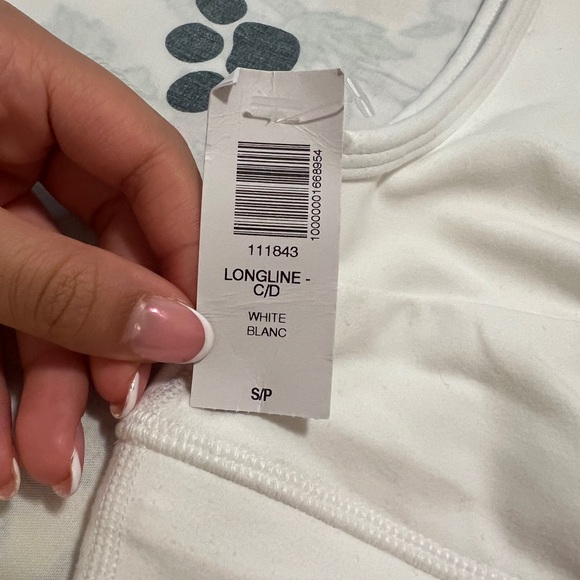 10000001668954
111843
LONGLINE -
C/D
WHITE
BLANC
S/P